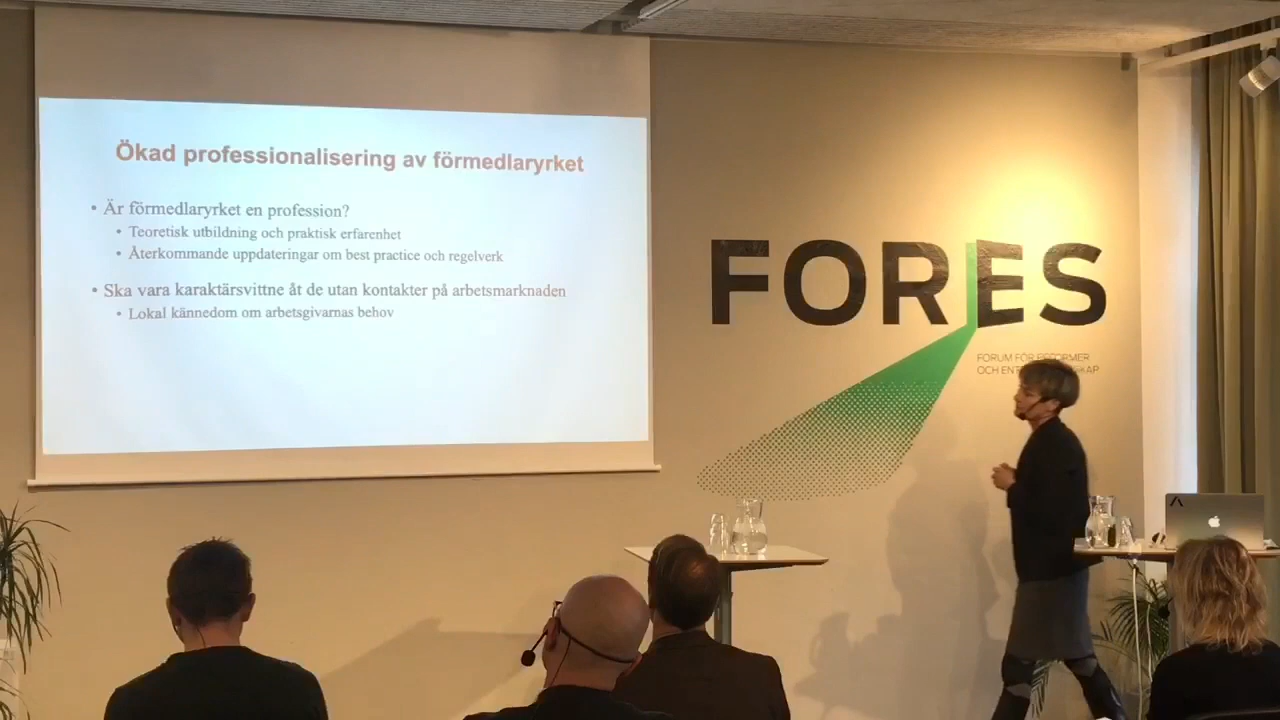 Ökad professionalisering av förmedlaryrket
• Är förmedlaryrket en profession?
• Teoretisk utbildning och praktisk erfarenhet
• Återkommande uppdateringar om best practice och regelverk
• Ska vara karaktärsvittne åt de utan kontakter på arbetsmarknaden
• Lokal kännedom om arbetsgivarnas behov
FORES
FORUM FÖR REFORMER
OCH